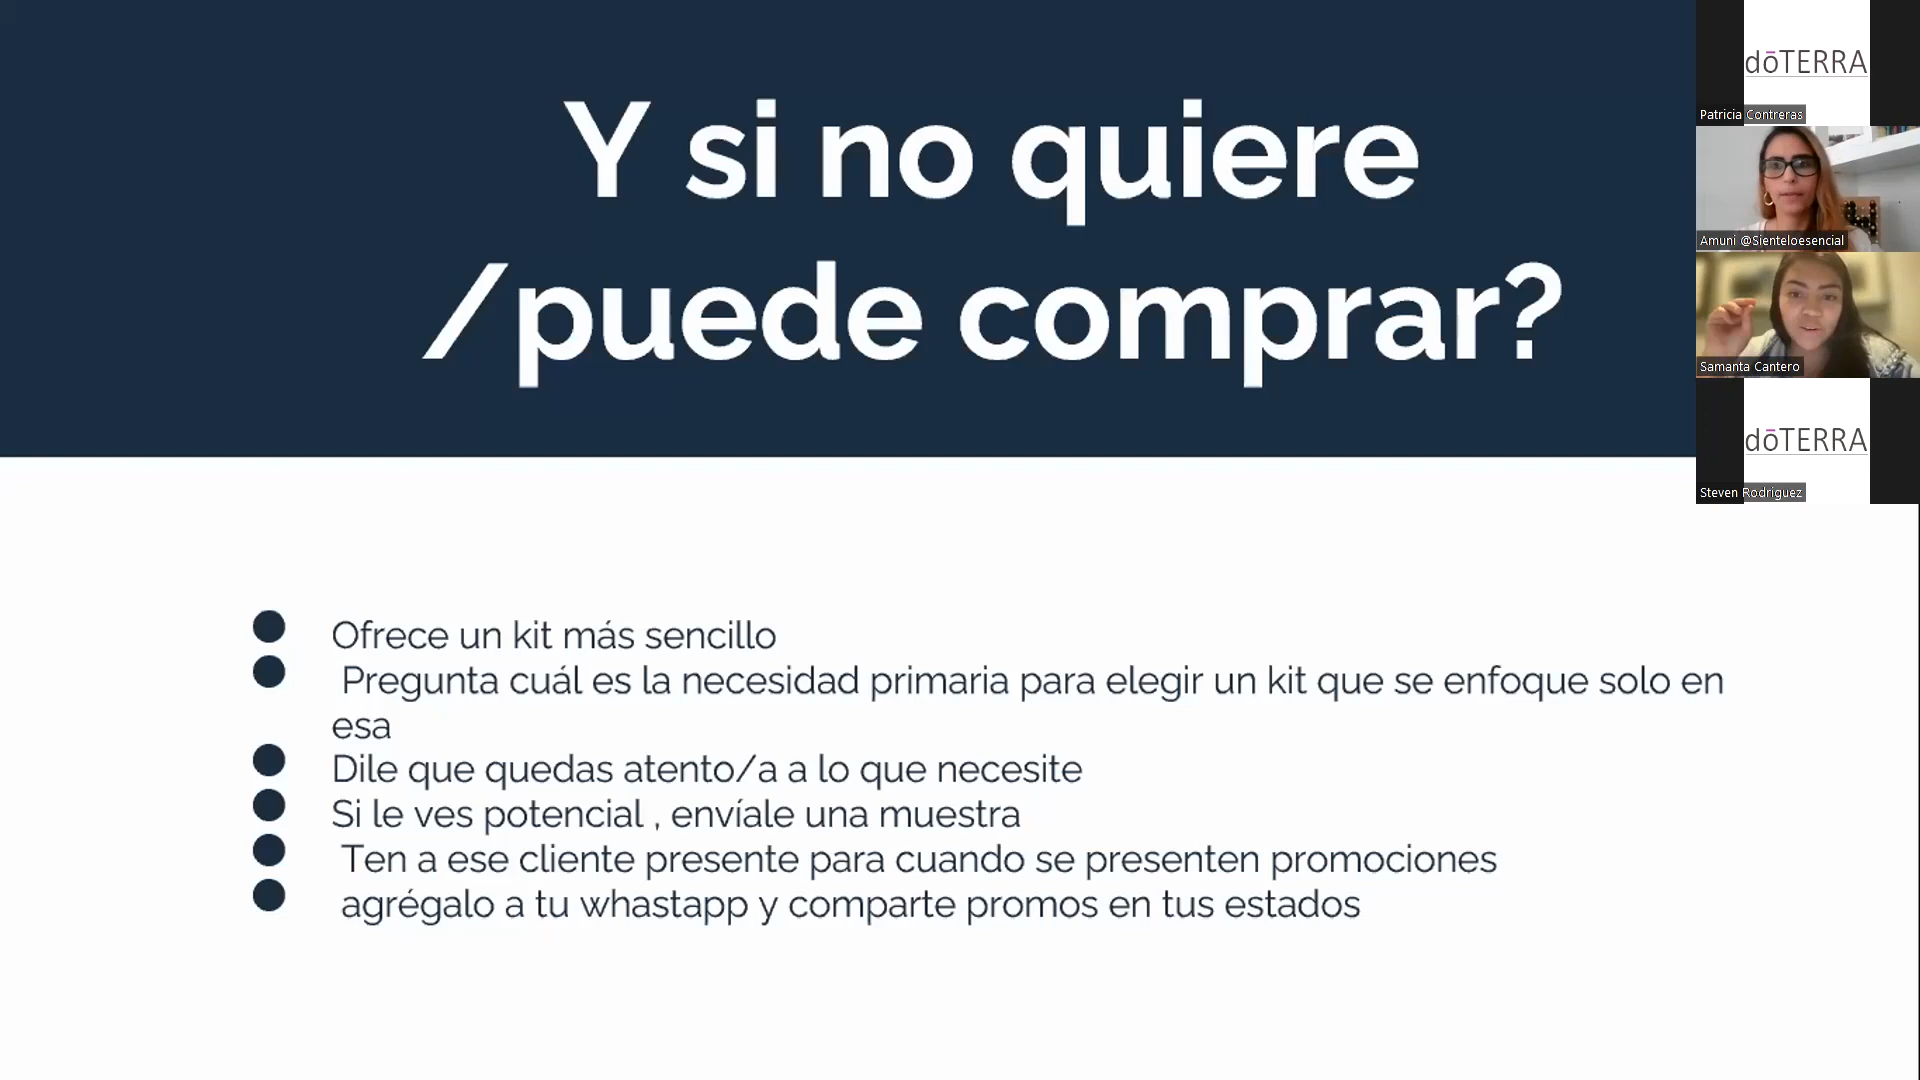 Y si no quiere
/puede comprar?
Ofrece un kit más sencillo
Pregunta cuál es la necesidad primaria para elegir un kit que se enfoque solo en
esa
Dile que quedas atento/a a lo que necesite
Si le ves potencial , envíale una muestra
Ten a ese cliente presente para cuando se presenten promociones
agrégalo a tu whastapp y comparte promos en tus estados
dōTERRA
Patricia Contreras
Amuni @Sienteloesencial
Samanta Cantero
dōTERRA
Steven Rodriguez